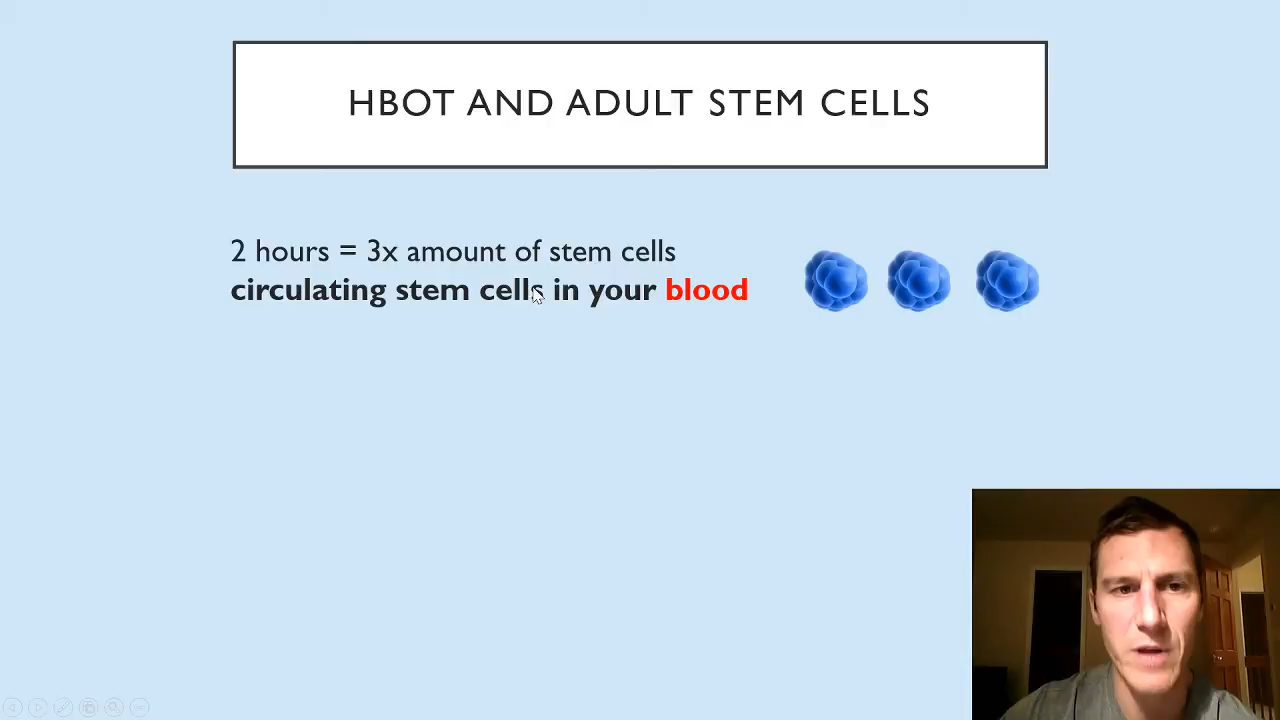 HBOT AND ADULT STEM CELLS
2 hours = 3x amount of stem cells
circulating stem cells in your blood